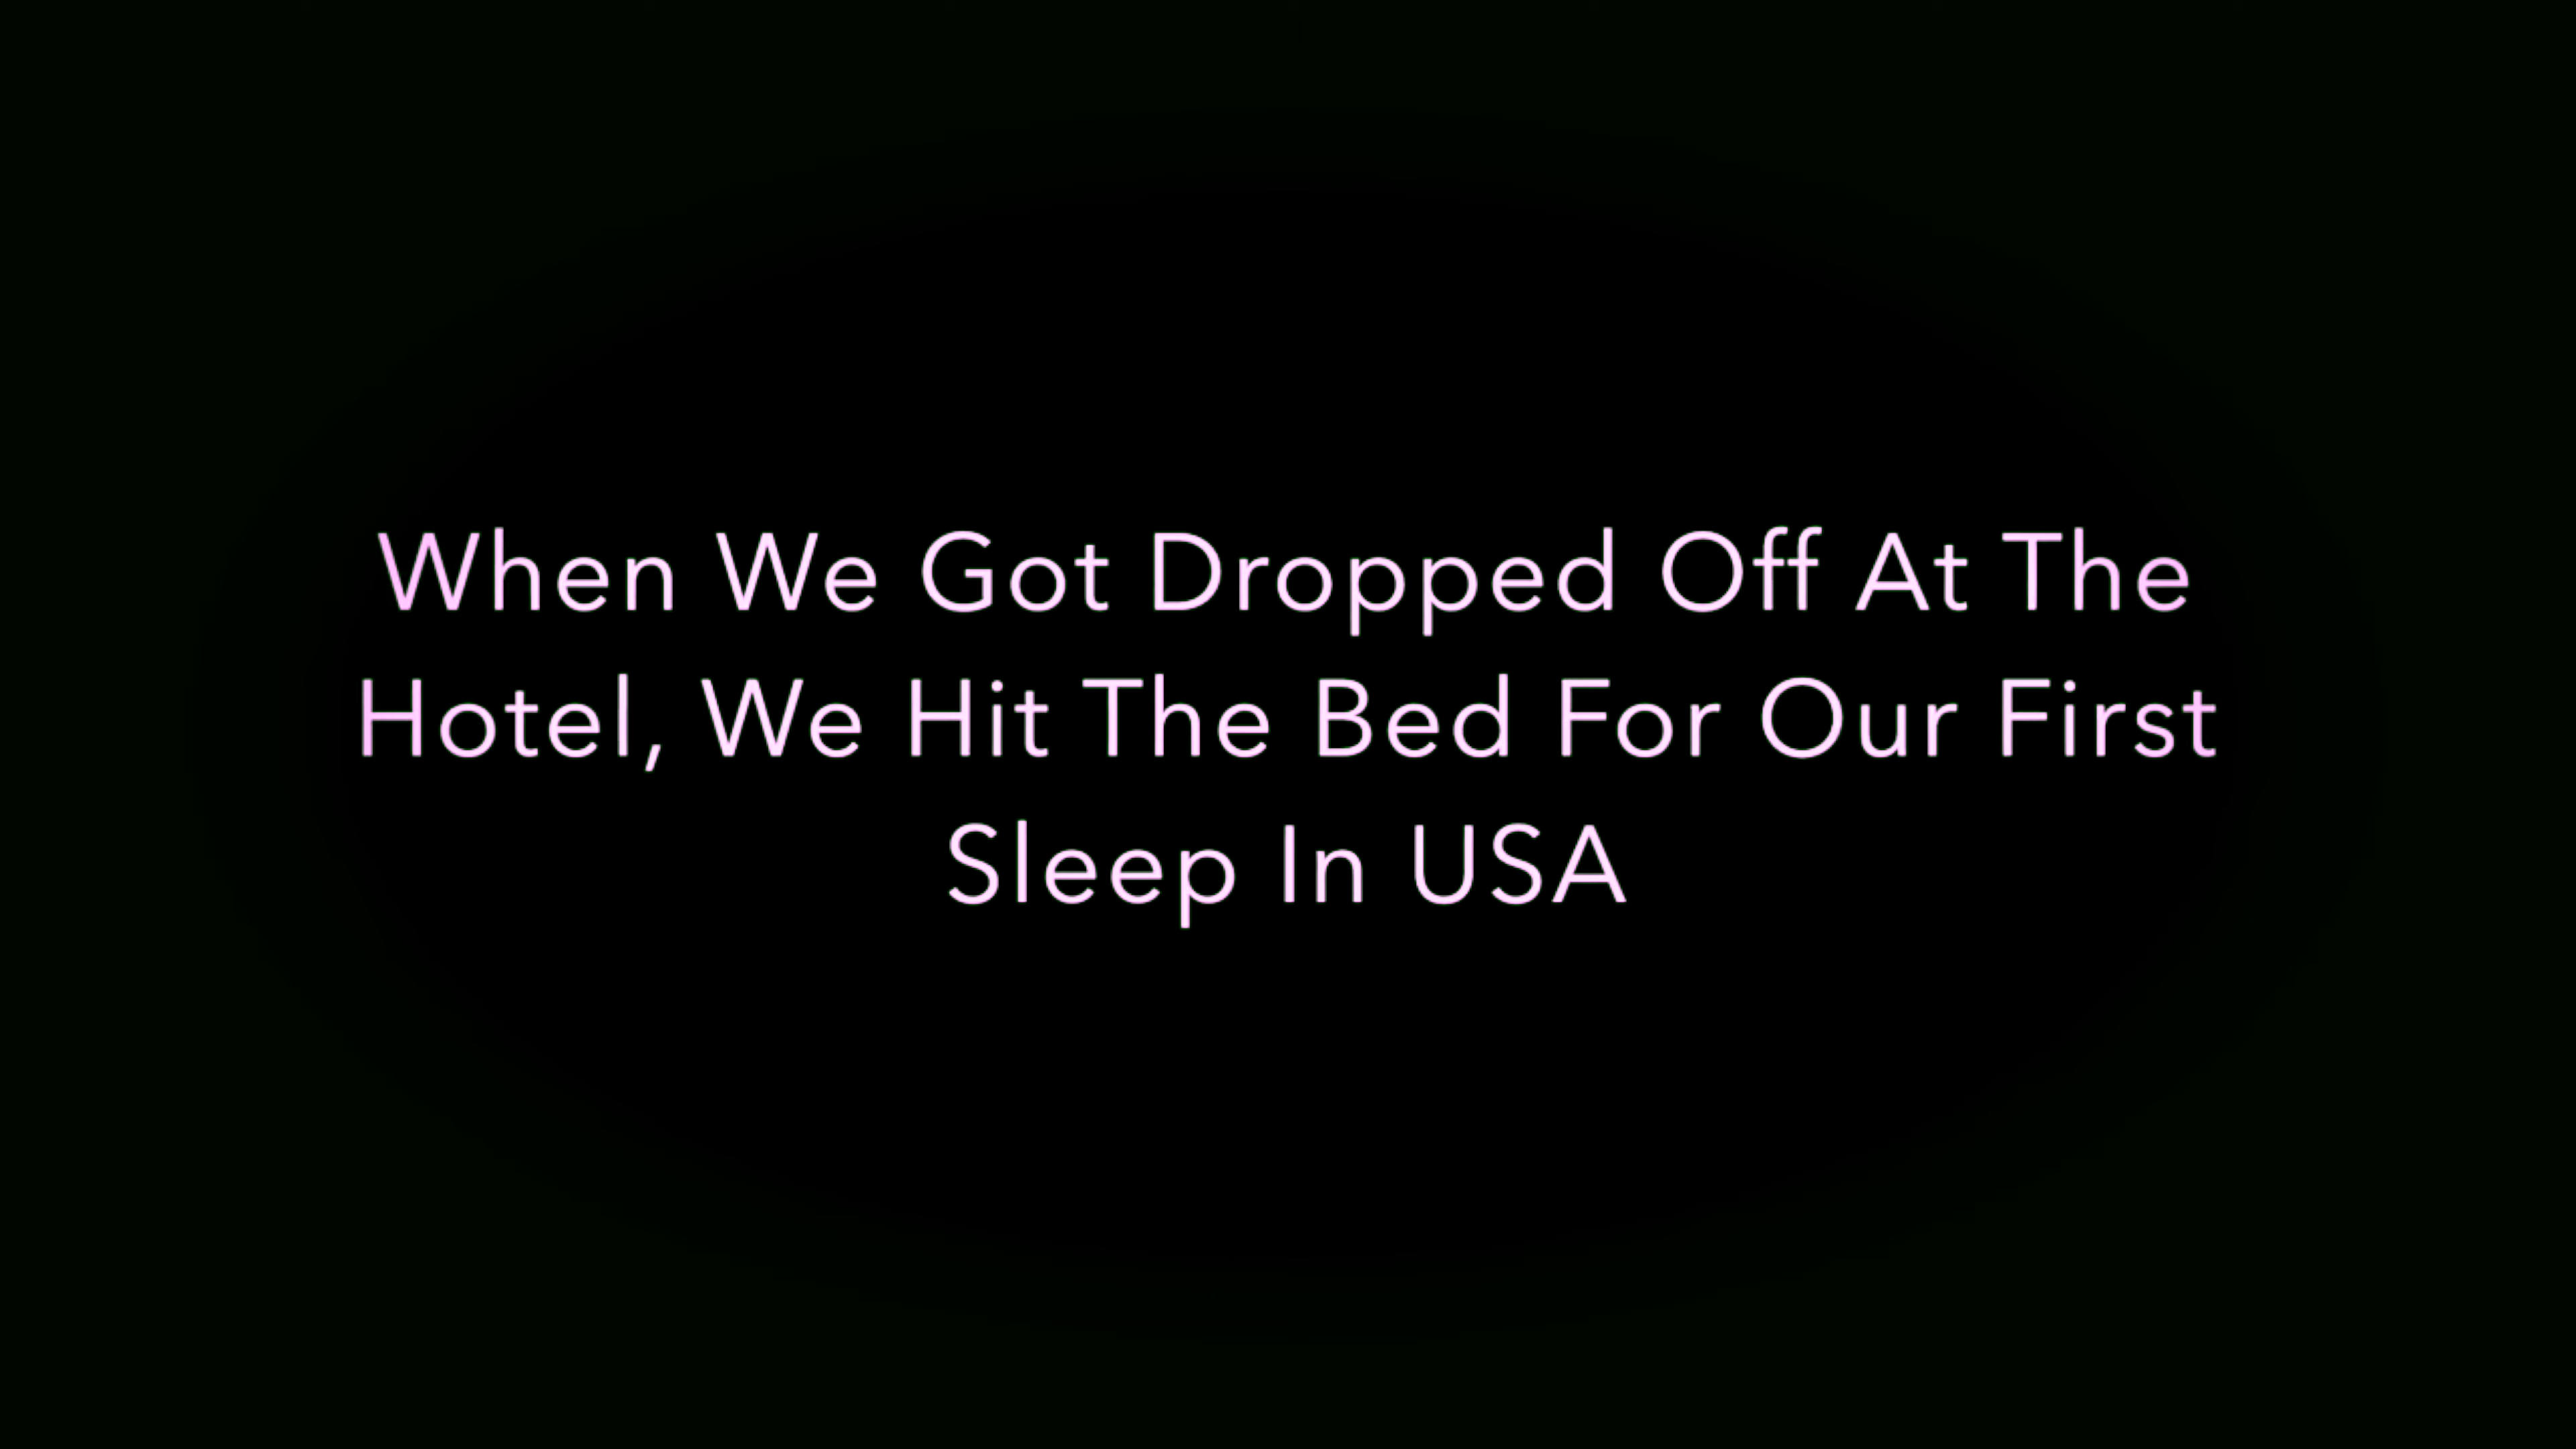 When We Got Dropped Off At The
Hotel, We Hit The Bed For Our First
Sleep In USA